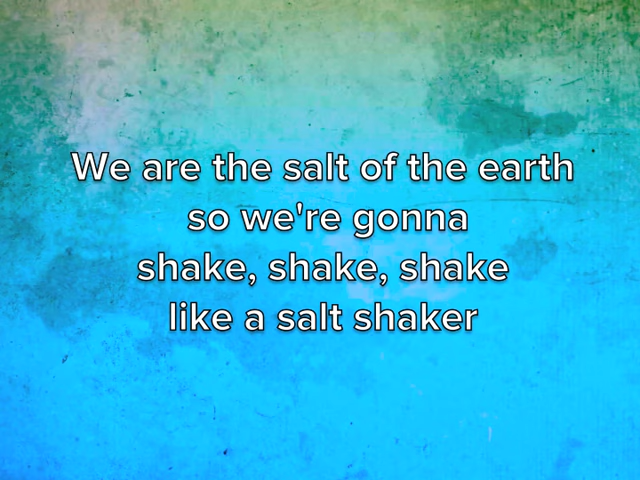 We are the salt of the earth
so we're gonna
shake, shake, shake
like a salt shaker